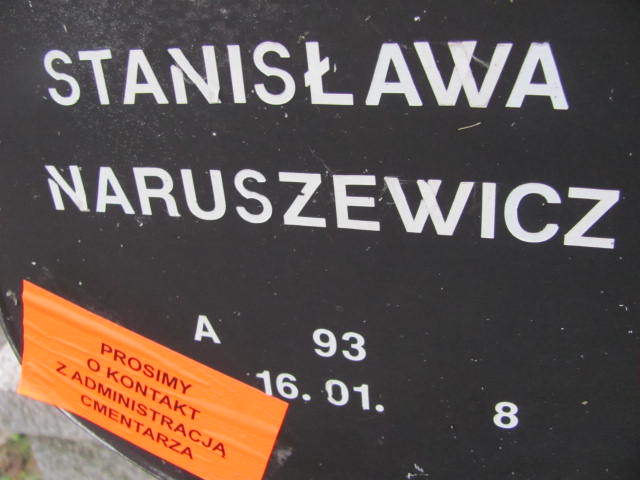 STANISŁAWA
NARUSZEWICZ
A 93
16. 01. 8
PROSIMY
O KONTAKT
Z ADMINISTRACJĄ
CMENTARZA